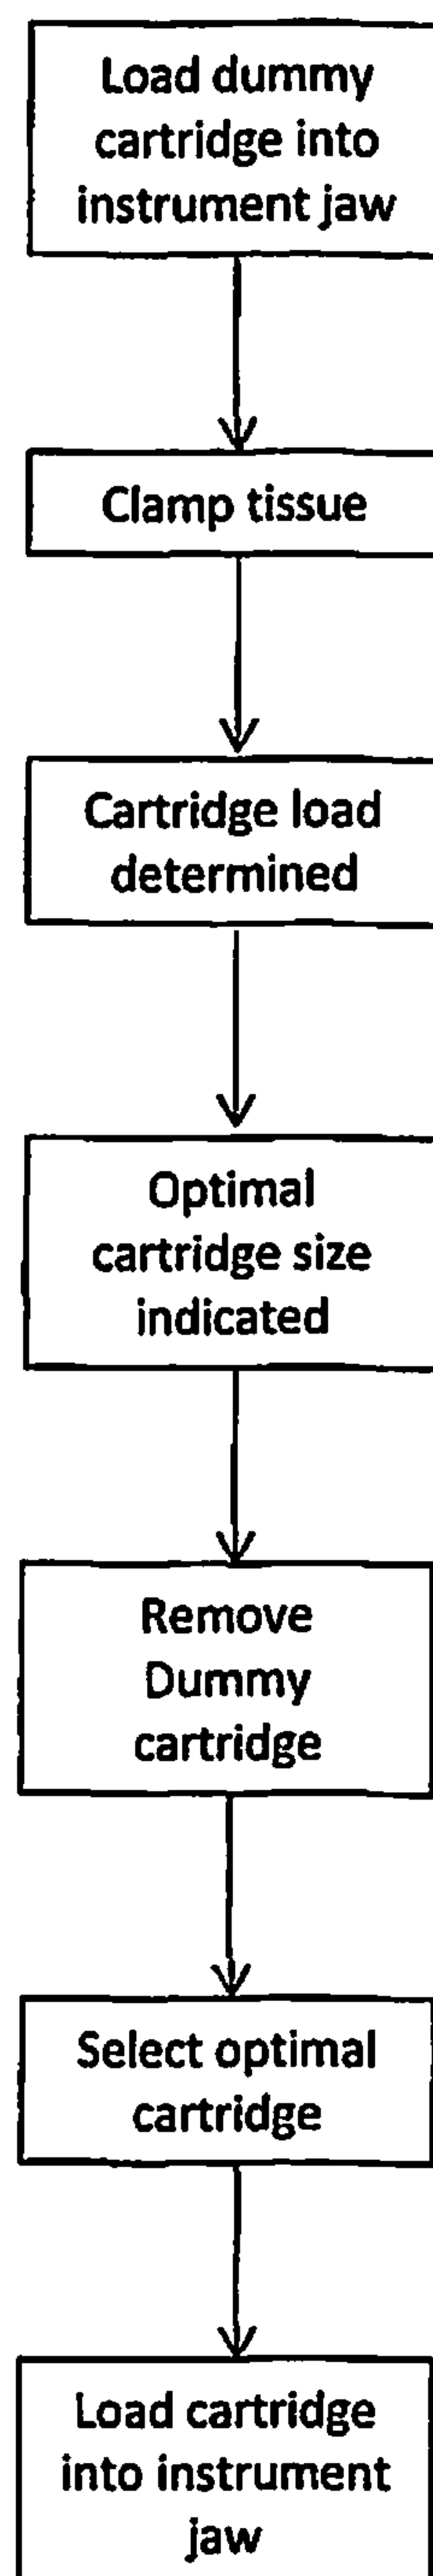 Load dummy
cartridge into
instrument jaw
Clamp tissue
Cartridge load
determined
Optimal
cartridge size
indicated
Remove
Dummy
cartridge
Select optimal
cartridge
Load cartridge
into instrument
jaw